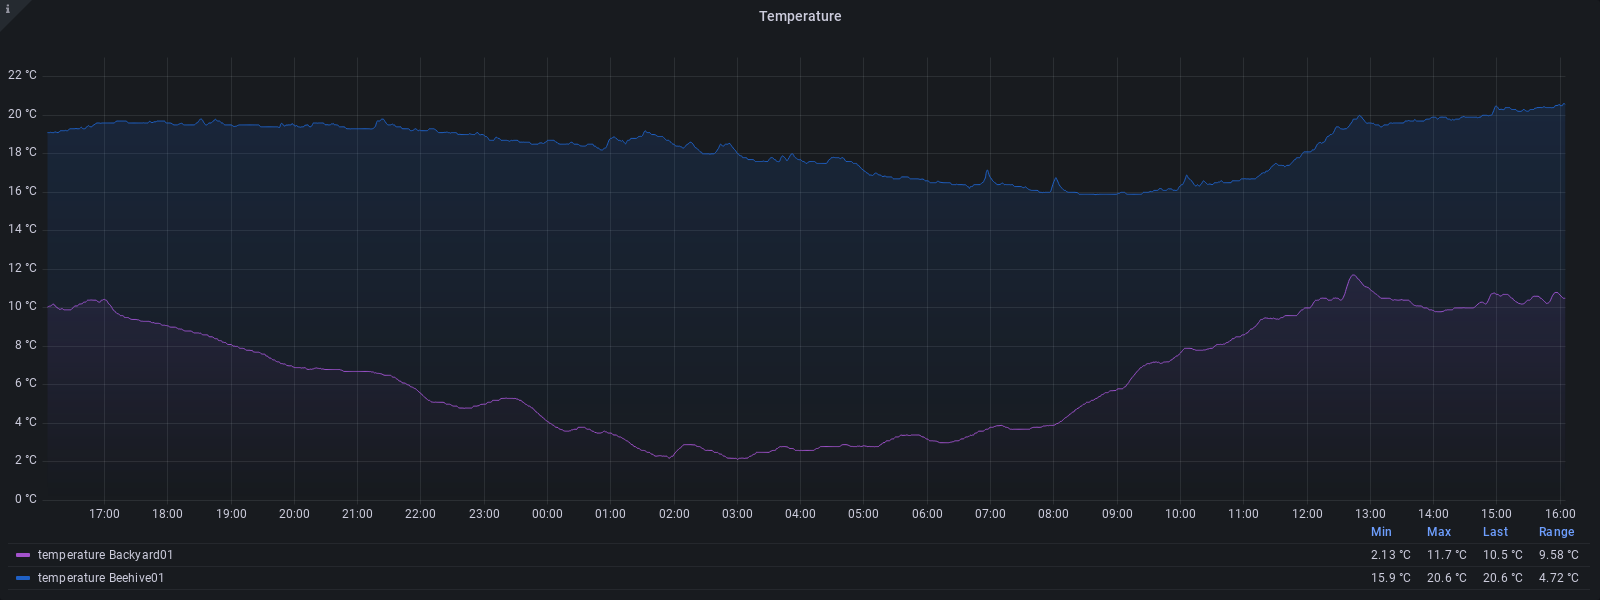 i
Temperature
22 °C
20 °C
18 °C
16 °C
14 °C
12 °C
10 °C
8 °C
6 °C
4 °C
2 °C
0 °C
17:00 18:00 19:00 20:00 21:00 22:00 23:00 00:00 01:00 02:00 03:00 04:00 05:00 06:00 07:00 08:00 09:00 10:00 11:00 12:00 13:00 14:00 15:00 16:00
Min Max Last Range
temperature Backyard01 2.13 °C 11.7 °C 10.5 °C 9.58 °C
temperature Beehive01 15.9 °C 20.6 °C 20.6 °C 4.72 °C